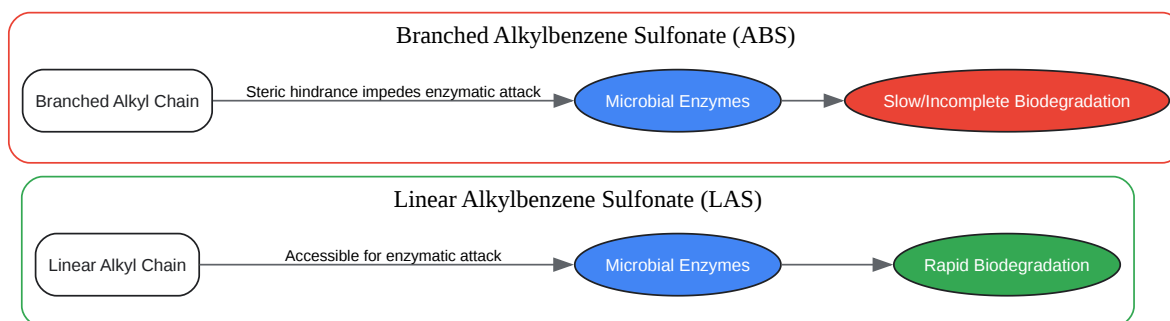 Branched Alkylbenzene Sulfonate (ABS)
Branched Alkyl Chain
Steric hindrance impedes enzymatic attack
Microbial Enzymes
Slow/Incomplete Biodegradation
Linear Alkylbenzene Sulfonate (LAS)
Linear Alkyl Chain
Accessible for enzymatic attack
Microbial Enzymes
Rapid Biodegradation